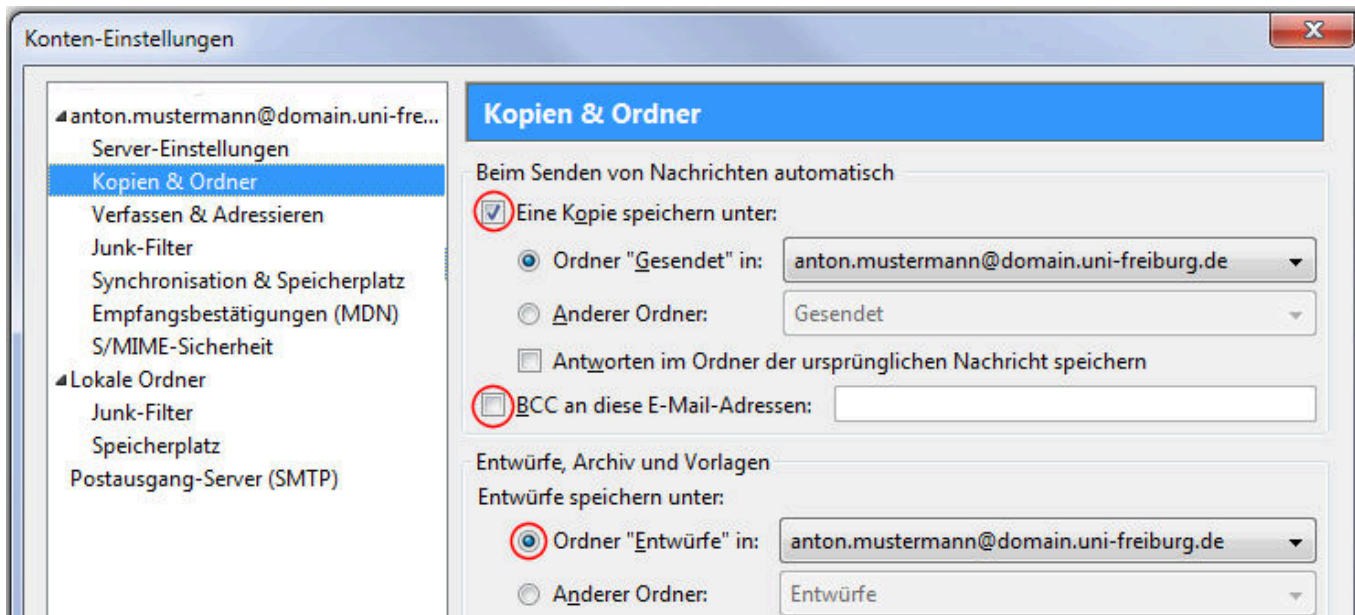 Konten-Einstellungen
anton.mustermann@domain.uni-fre...
Server-Einstellungen
Kopien & Ordner
Verfassen & Adressieren
Junk-Filter
Synchronisation & Speicherplatz
Empfangsbestätigungen (MDN)
S/MIME-Sicherheit
Lokale Ordner
Junk-Filter
Speicherplatz
Postausgang-Server (SMTP)
Kopien & Ordner
Beim Senden von Nachrichten automatisch
Eine Kopie speichern unter:
Ordner "Gesendet" in: anton.mustermann@domain.uni-freiburg.de
Anderer Ordner: Gesendet
Antworten im Ordner der ursprünglichen Nachricht speichern
BCC an diese E-Mail-Adressen:
Entwürfe, Archiv und Vorlagen
Entwürfe speichern unter:
Ordner "Entwürfe" in: anton.mustermann@domain.uni-freiburg.de
Anderer Ordner: Entwürfe